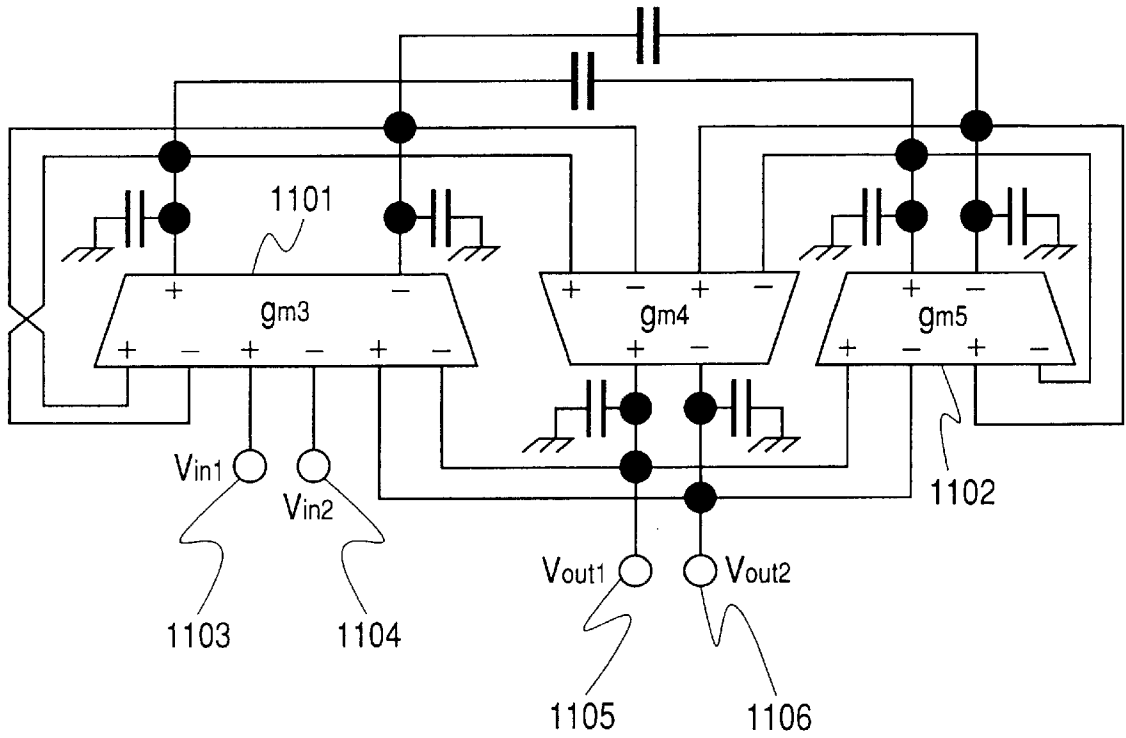 1101
+ −
gm3
+ − + − + −
+ − + −
gm4
+ −
+ −
gm5
+ − + −
Vin1
Vin2
1102
Vout1
Vout2
1103
1104
1105
1106